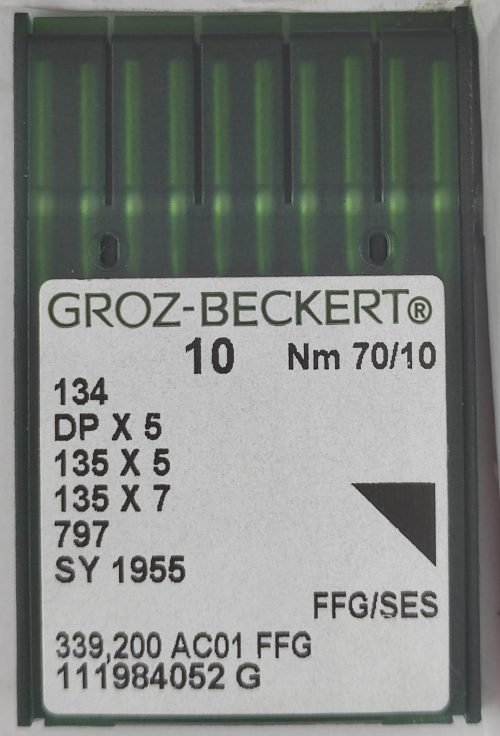 GROZ-BECKERT®
10 Nm 70/10
134
DP X 5
135 X 5
135 X 7
797
SY 1955
FFG/SES
339,200 AC01 FFG
111984052 G